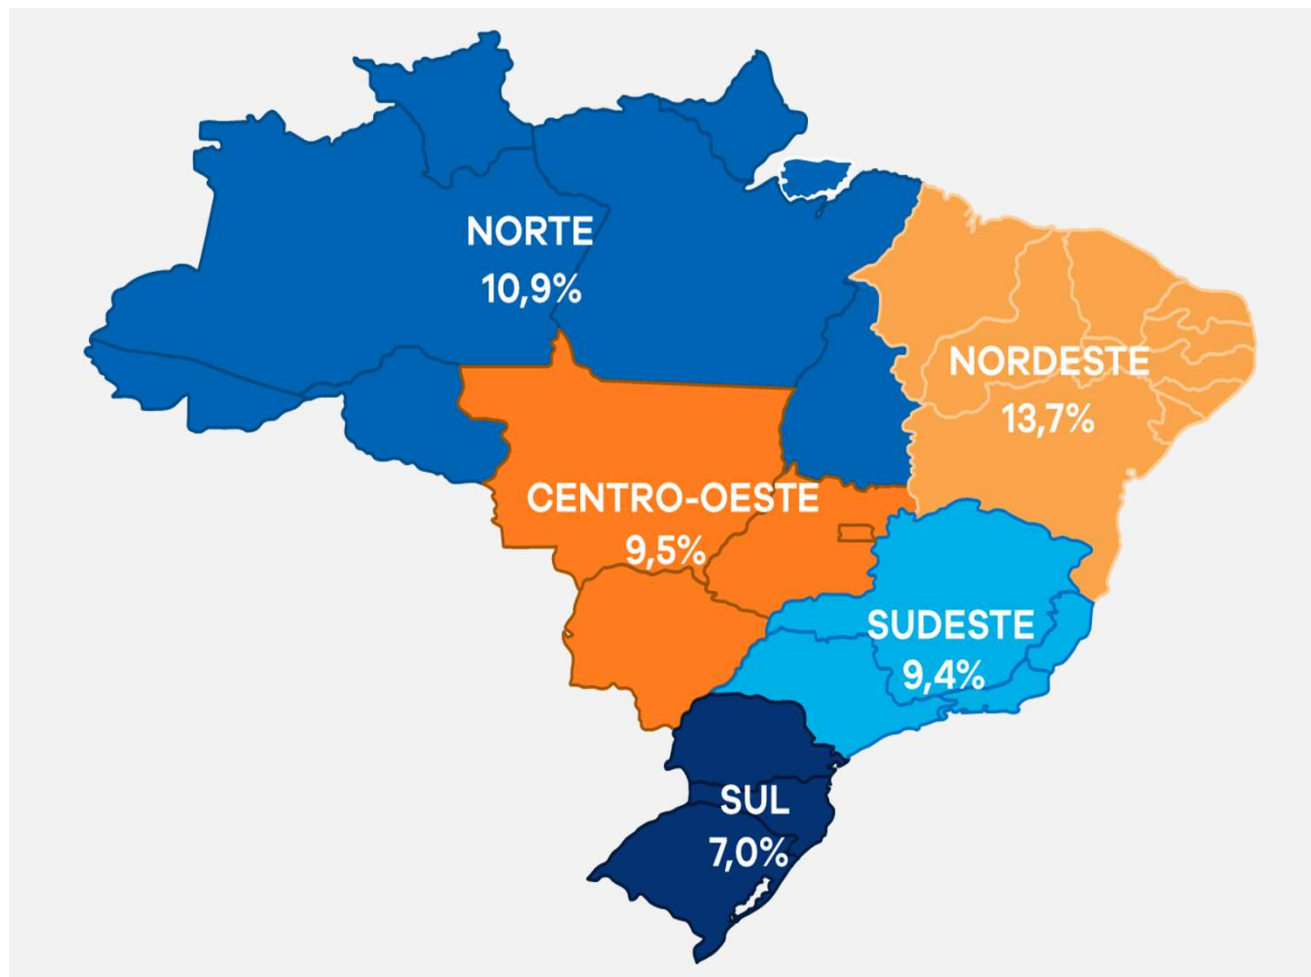 NORTE
10,9%
NORDESTE
13,7%
CENTRO-OESTE
9,5%
SUDESTE
9,4%
SUL
7,0%